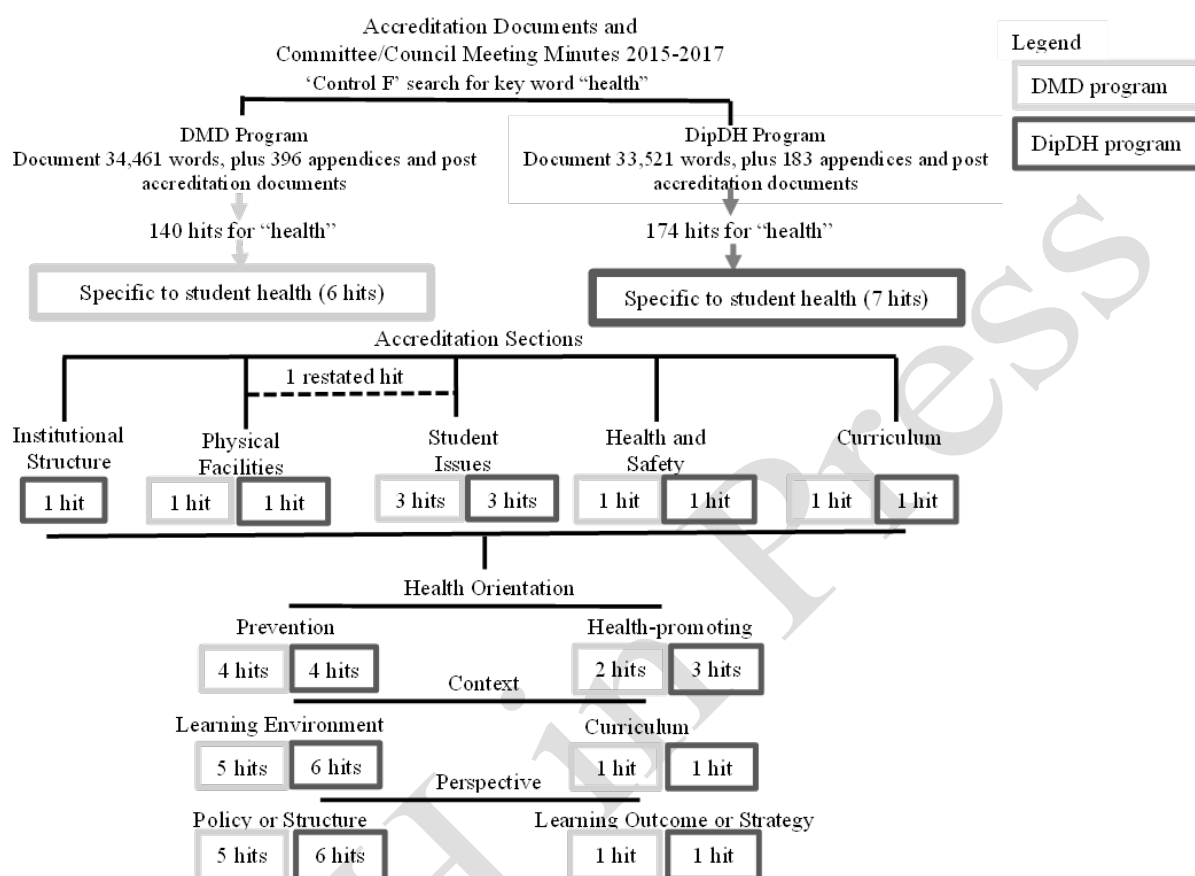 Accreditation Documents and
Committee/Council Meeting Minutes 2015-2017
‘Control F’ search for key word “health”
Legend
DMD program
DipDH program
DMD Program
Document 34,461 words, plus 396 appendices and post
accreditation documents
DipDH Program
Document 33,521 words, plus 183 appendices and post
accreditation documents
140 hits for “health”
174 hits for “health”
Specific to student health (6 hits)
Specific to student health (7 hits)
Accreditation Sections
1 restated hit
Institutional
Structure
1 hit
Physical
Facilities
1 hit
1 hit
Student
Issues
3 hits
3 hits
Health and
Safety
1 hit
1 hit
Curriculum
1 hit
1 hit
Health Orientation
Prevention
4 hits
4 hits
Health-promoting
2 hits
3 hits
Context
Learning Environment
5 hits
6 hits
Curriculum
1 hit
1 hit
Perspective
Policy or Structure
5 hits
6 hits
Learning Outcome or Strategy
1 hit
1 hit
H in Press